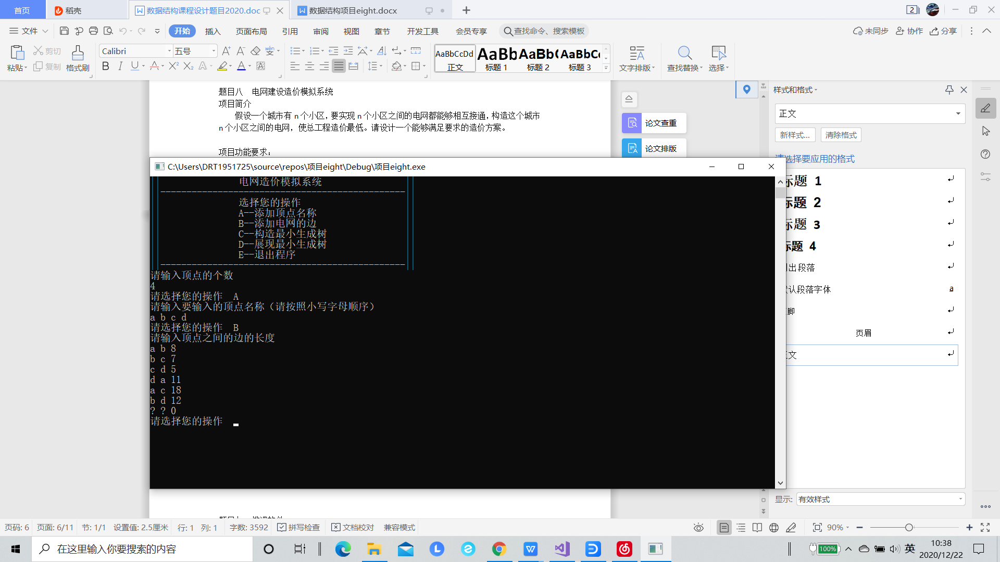 首页
稻壳
数据结构课程设计题目2020.doc
数据结构项目eight.docx
2
文件
开始
插入
页面布局
引用
审阅
视图
章节
开发工具
会员专享
查找命令、搜索模板
未同步
协作
分享
粘贴
剪切
复制
格式刷
Calibri
五号
AaBbCcDd
正文
AaBb
标题 1
AaBb(
标题 2
AaBbC
标题 3
文字排版
查找替换
选择
题目八 电网建设造价模拟系统
项目简介
假设一个城市有 n 个小区,要实现 n 个小区之间的电网都能够相互接通,构造这个城市
n 个小区之间的电网，使总工程造价最低。请设计一个能够满足要求的造价方案。
项目功能要求：
论文查重
论文排版
样式和格式
正文
新样式...
清除格式
请选择要应用的格式
标题 1
标题 2
标题 3
标题 4
列出段落
默认段落字体
a
页脚
页眉
正文
显示:
有效样式
C:\Users\DRT1951725\source\repos\项目eight\Debug\项目eight.exe
电网造价模拟系统
选择您的操作
A--添加顶点名称
B--添加电网的边
C--构造最小生成树
D--展现最小生成树
E--退出程序
请输入顶点的个数
4
请选择您的操作 A
请输入要输入的顶点名称（请按照小写字母顺序）
a b c d
请选择您的操作 B
请输入顶点之间的边的长度
a b 8
b c 7
c d 5
d a 11
a c 18
b d 12
? ? 0
请选择您的操作
页码: 6
页面: 6/11
节: 1/1
设置值: 2.5厘米
行: 1
列: 1
字数: 3592
拼写检查
文档校对
兼容模式
90%
在这里输入你要搜索的内容
100%
英
10:38
2020/12/22